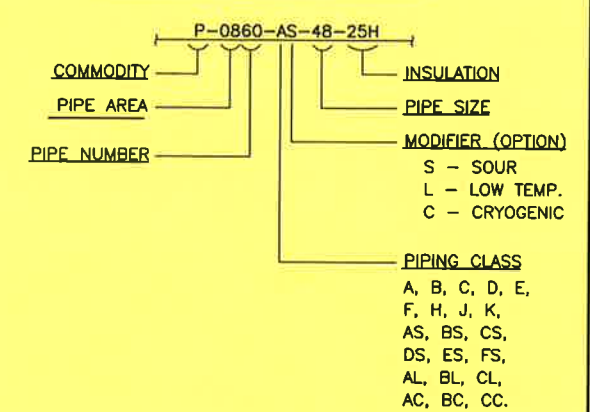 P-0860-AS-48-25H
COMMODITY
INSULATION
PIPE AREA
PIPE SIZE
MODIFIER (OPTION)
PIPE NUMBER
S - SOUR
L - LOW TEMP.
C - CRYOGENIC
PIPING CLASS
A, B, C, D, E,
F, H, J, K,
AS, BS, CS,
DS, ES, FS,
AL, BL, CL,
AC, BC, CC.